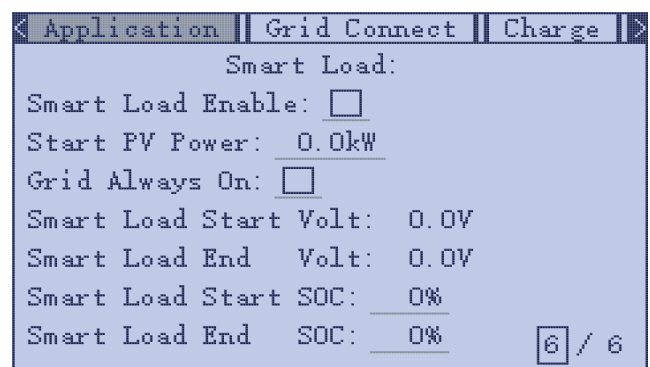 Application Grid Connect Charge
Smart Load:
Smart Load Enable:
Start PV Power: 0.0kW
Grid Always On:
Smart Load Start Volt: 0.0V
Smart Load End Volt: 0.0V
Smart Load Start SOC: 0%
Smart Load End SOC: 0%
6 / 6